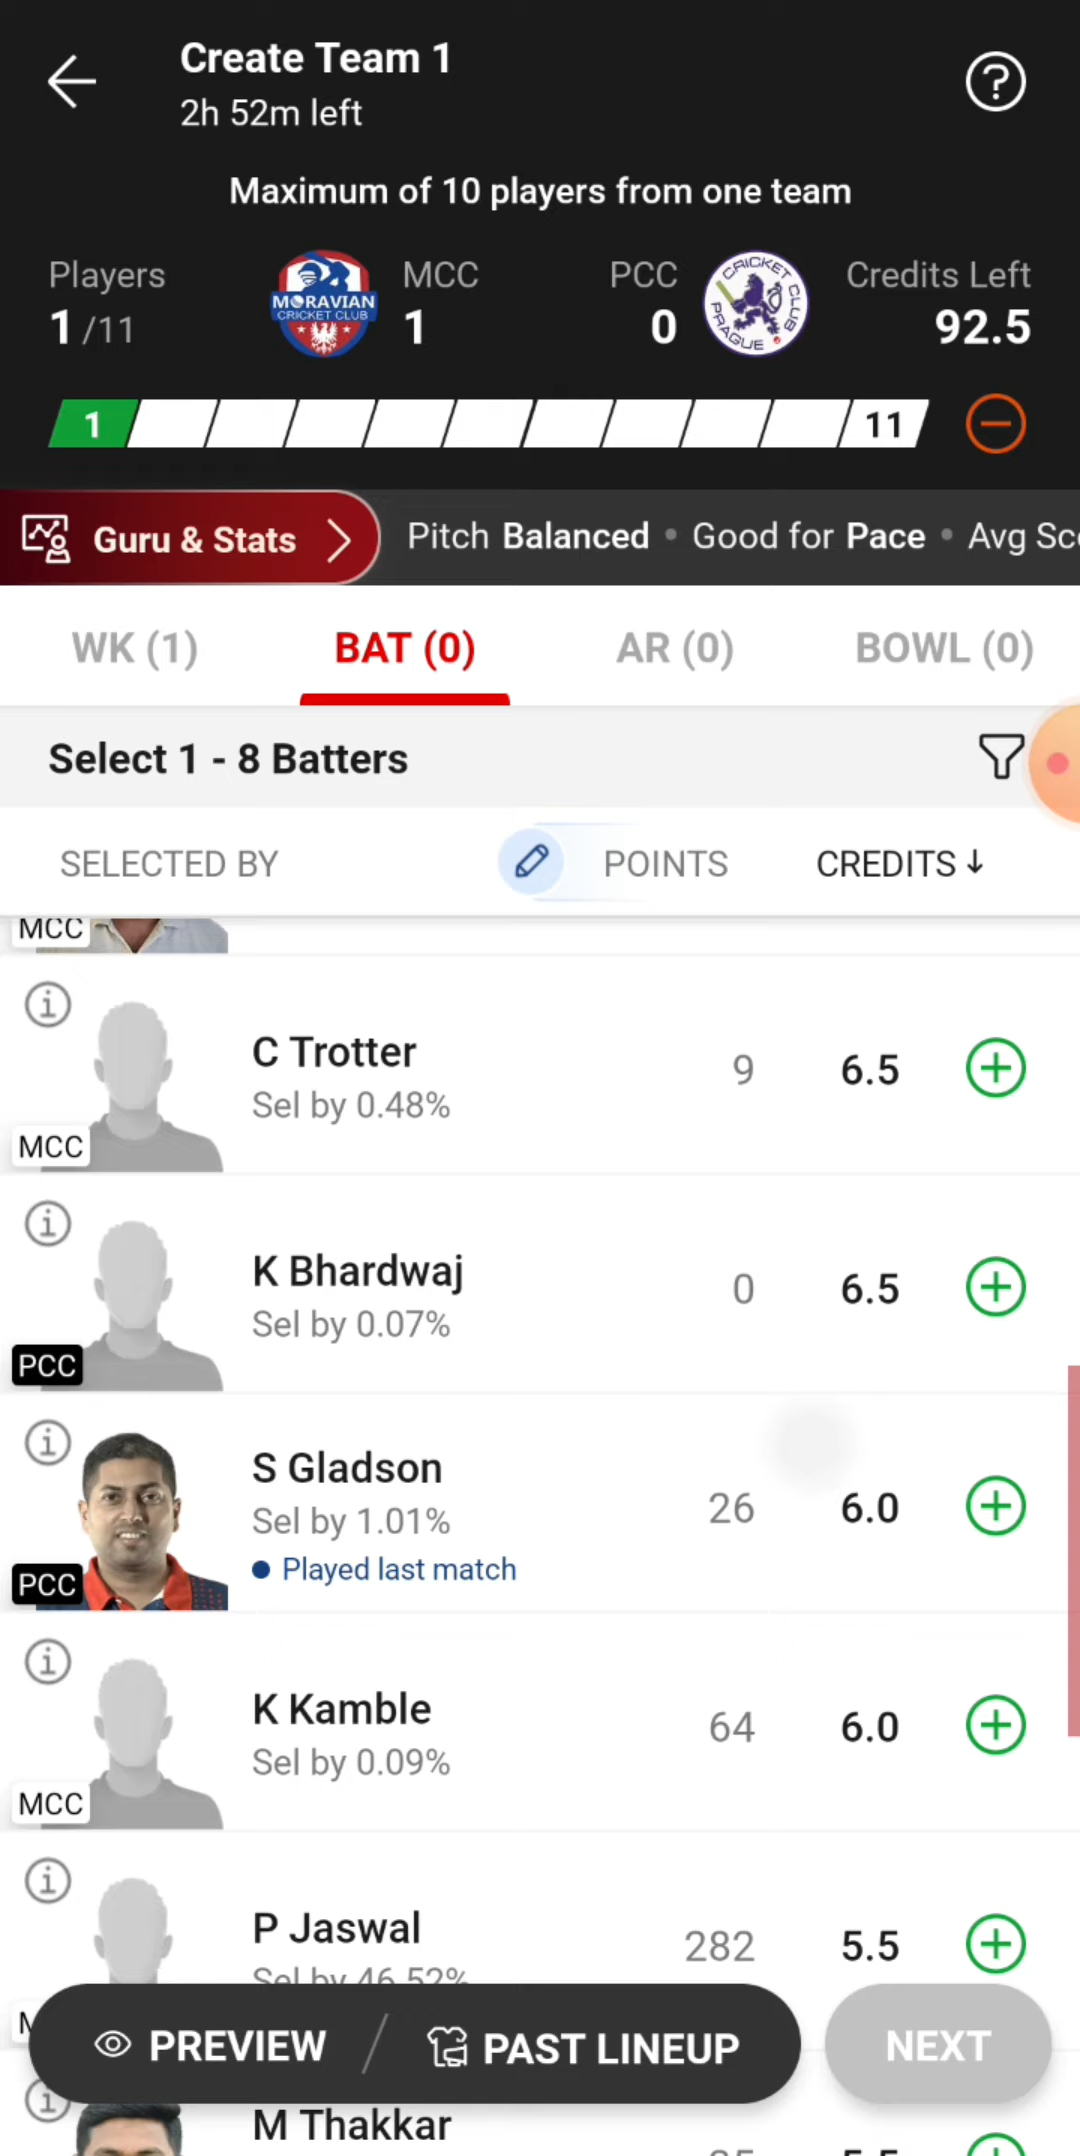 Create Team 1
2h 52m left
Maximum of 10 players from one team
Players
1/11
MORAVIAN
CRICKET CLUB
MCC
1
PCC
0
CRICKET CLUB
PRAGUE
Credits Left
92.5
1
11
Guru & Stats
Pitch Balanced • Good for Pace • Avg Sc
WK (1)
BAT (0)
AR (0)
BOWL (0)
Select 1 - 8 Batters
SELECTED BY
POINTS
CREDITS ↓
MCC
C Trotter
Sel by 0.48%
9
6.5
MCC
K Bhardwaj
Sel by 0.07%
0
6.5
PCC
S Gladson
Sel by 1.01%
• Played last match
26
6.0
PCC
K Kamble
Sel by 0.09%
64
6.0
MCC
P Jaswal
Sel by 46.52%
282
5.5
PREVIEW / PAST LINEUP
NEXT
M Thakkar